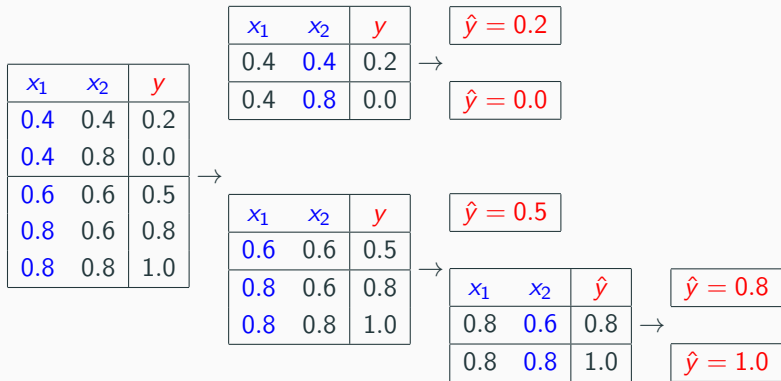 x₁ x₂ y
0.4 0.4 0.2
0.4 0.8 0.0
0.6 0.6 0.5
0.8 0.6 0.8
0.8 0.8 1.0
→
x₁ x₂ y
0.4 0.4 0.2
0.4 0.8 0.0
→
ŷ = 0.2
ŷ = 0.0
x₁ x₂ y
0.6 0.6 0.5
0.8 0.6 0.8
0.8 0.8 1.0
→
ŷ = 0.5
x₁ x₂ ŷ
0.8 0.6 0.8
0.8 0.8 1.0
→
ŷ = 0.8
ŷ = 1.0